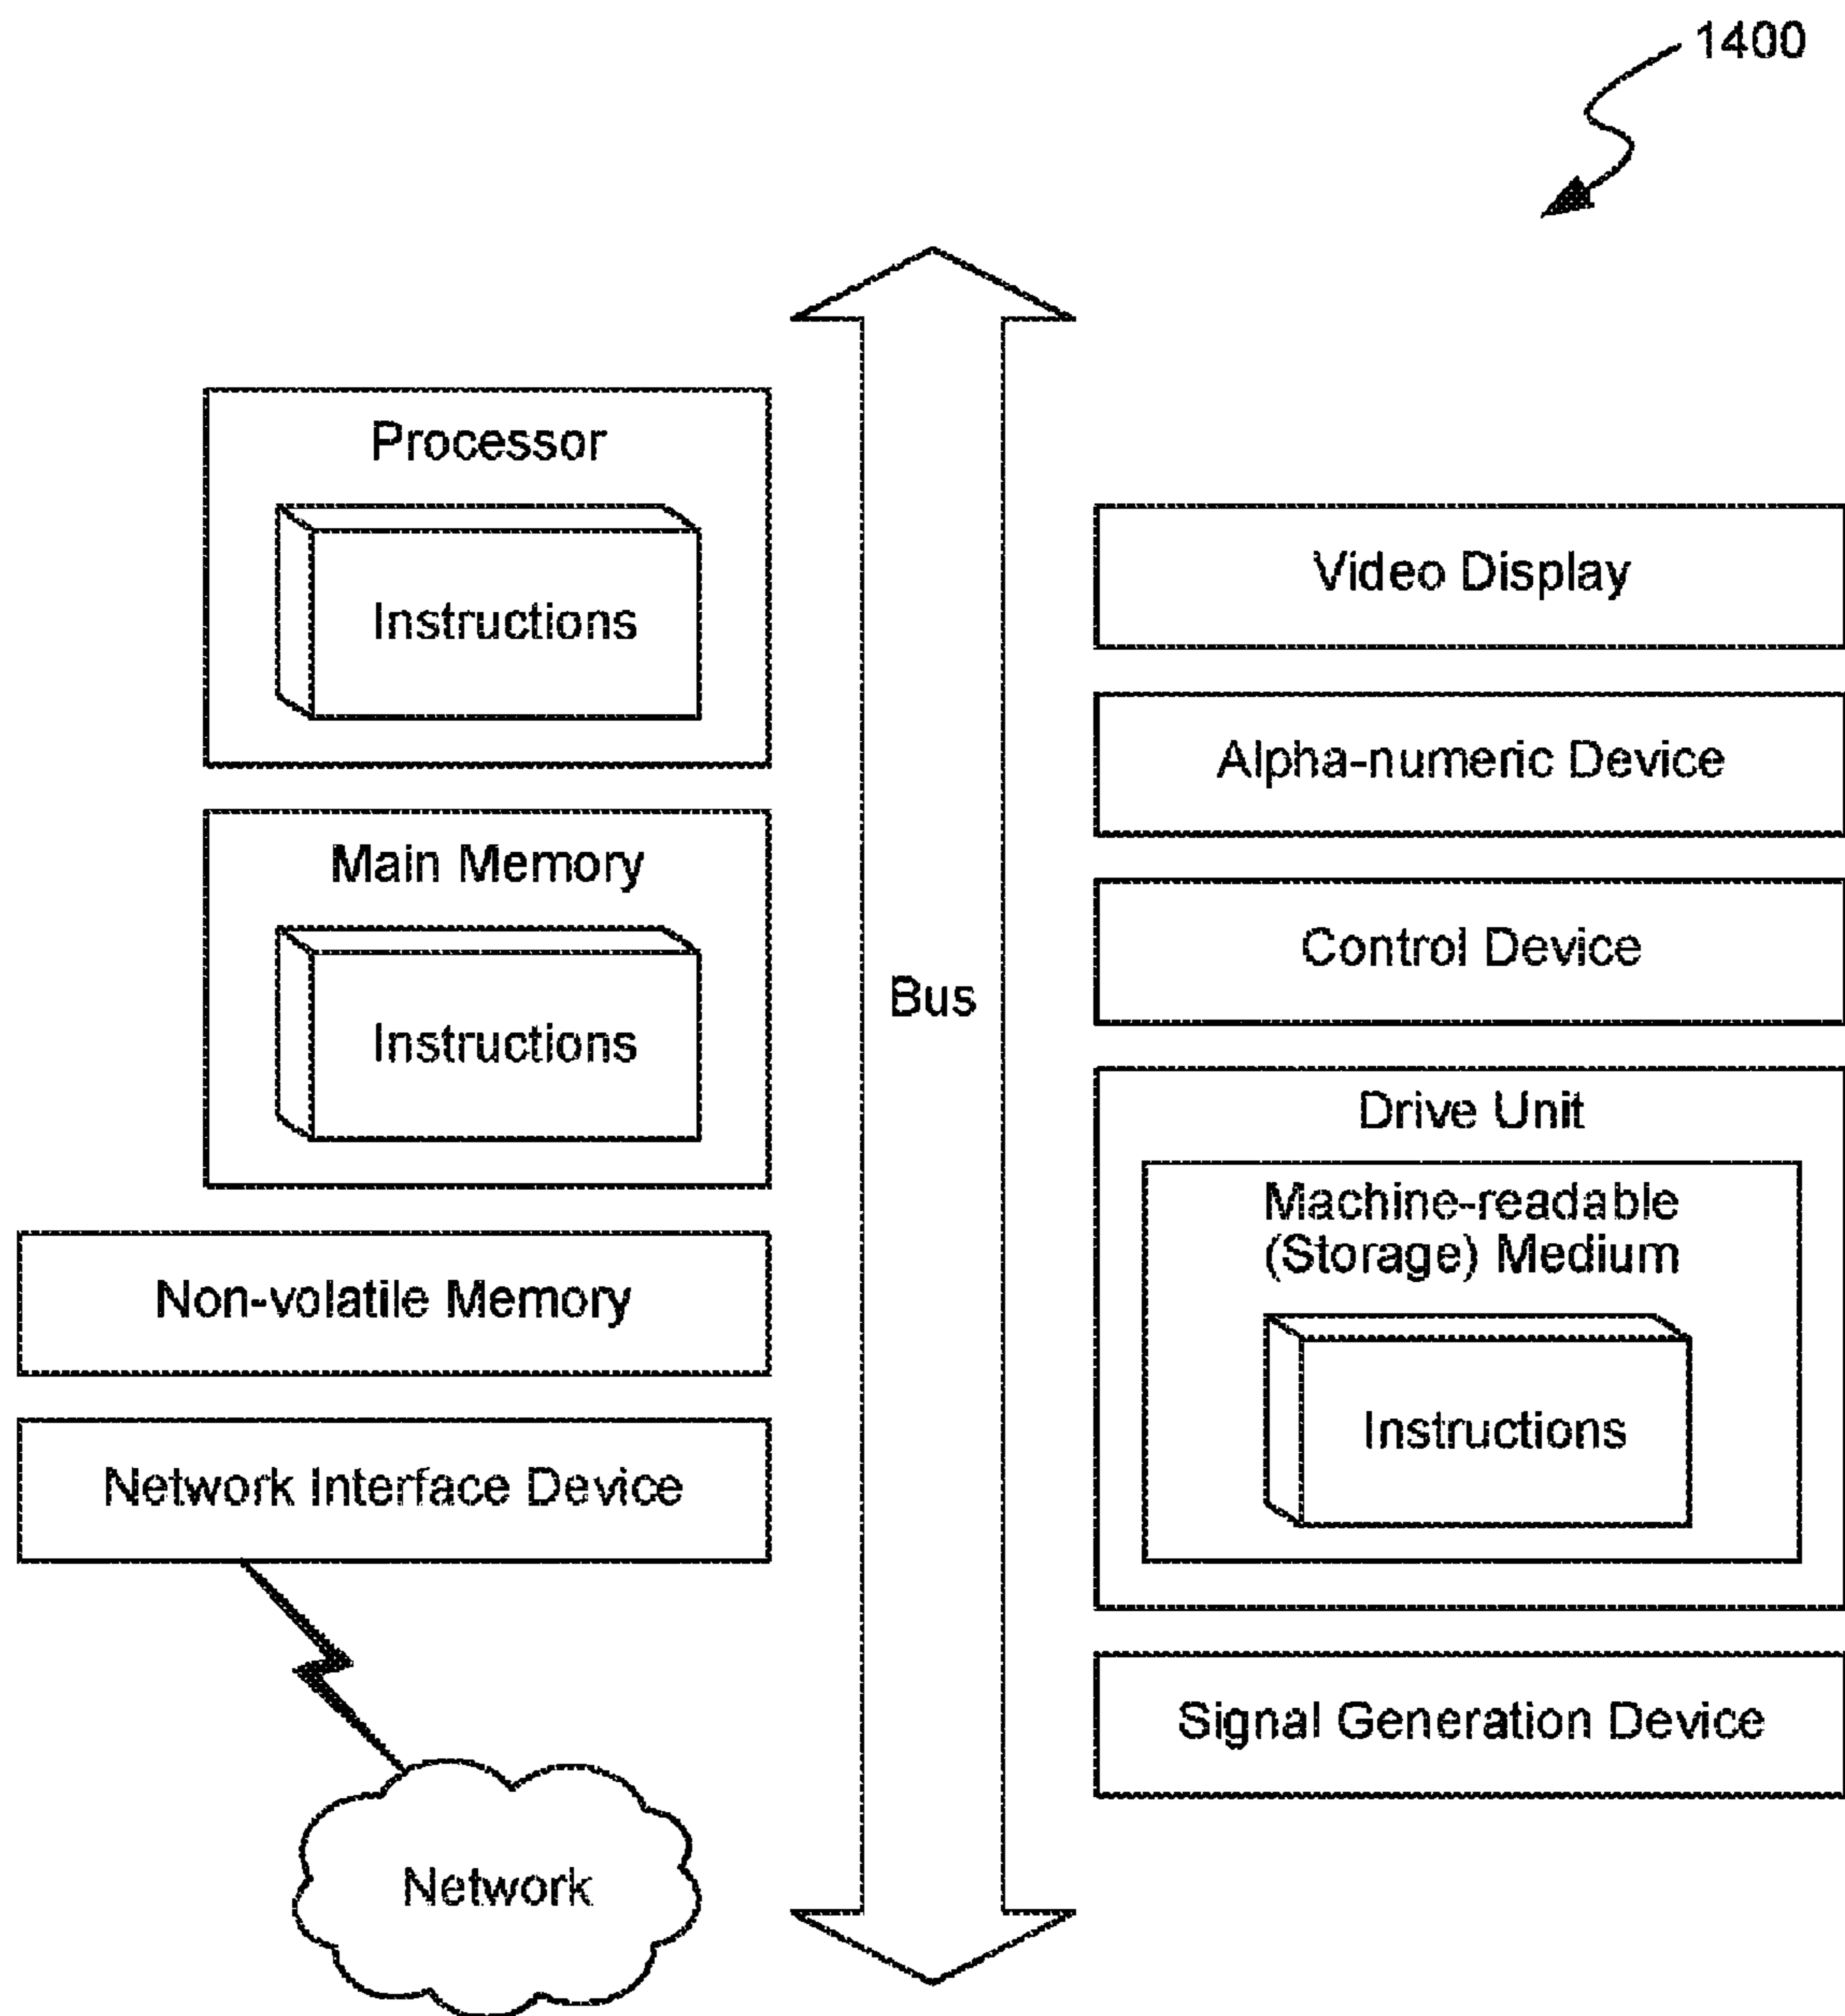 1400
Processor
Instructions
Main Memory
Instructions
Non-volatile Memory
Network Interface Device
Network
Bus
Video Display
Alpha-numeric Device
Control Device
Drive Unit
Machine-readable
(Storage) Medium
Instructions
Signal Generation Device